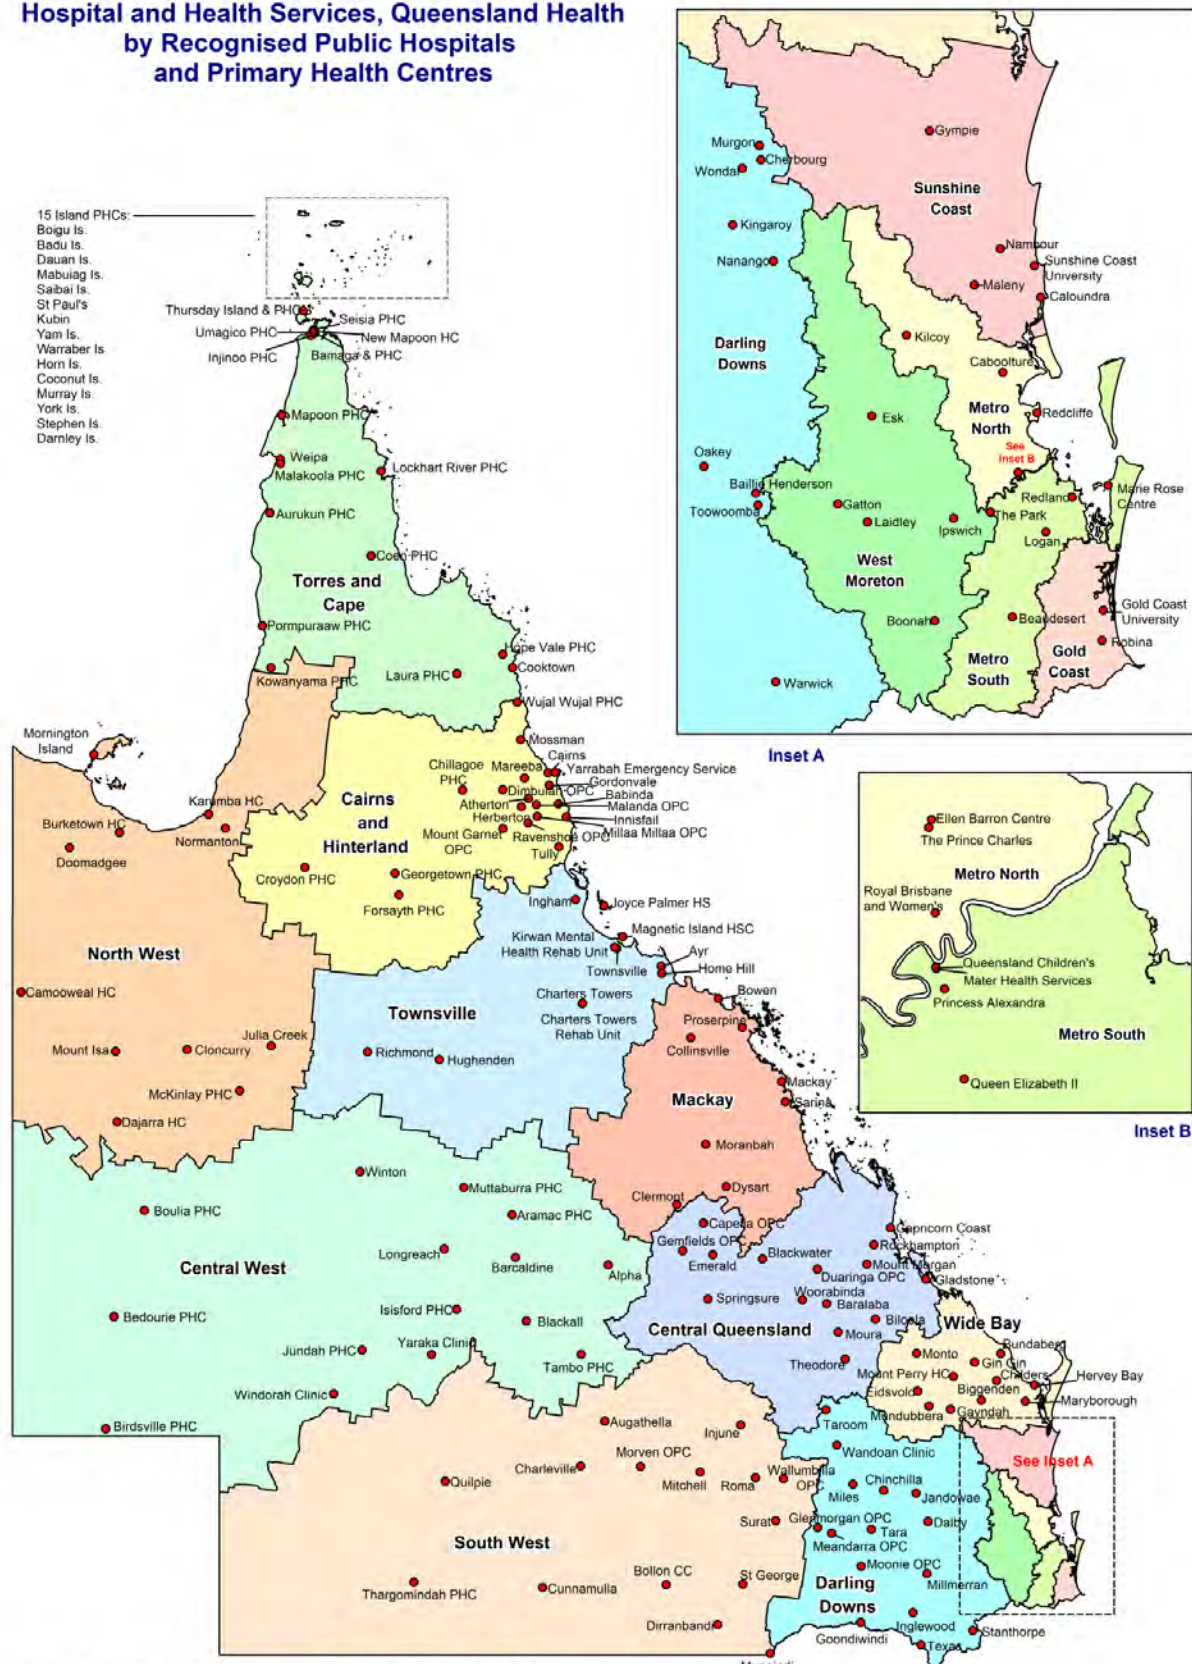 Hospital and Health Services, Queensland Health
by Recognised Public Hospitals
and Primary Health Centres
15 Island PHCs:
Boigu Is.
Badu Is.
Dauan Is.
Mabuiag Is.
Saibai Is.
St Paul's
Kubin
Yam Is.
Warraber Is
Horn Is.
Coconut Is.
Murray Is.
York Is.
Stephen Is.
Darnley Is.
Thursday Island & PHC
Seisia PHC
Umagico PHC
New Mapoon HC
Injinoo PHC
Bamaga & PHC
Mapoon PHC
Weipa
Malakoola PHC
Lockhart River PHC
Aurukun PHC
Coen PHC
Torres and
Cape
Pormpuraaw PHC
Hope Vale PHC
Cooktown
Laura PHC
Kowanyama PHC
Wujal Wujal PHC
Mornington
Island
Mossman
Cairns
Chillagoe
PHC
Mareeba
Yarrabah Emergency Service
Gordonvale
Dimbulah OPC
Babinda
Cairns
and
Hinterland
Atherton
Malanda OPC
Herberton
Innisfail
Karumba HC
Burketown HC
Normanton
Doomadgee
Mount Garnet
OPC
Ravenshoe OPC
Millaa Millaa OPC
Tully
Croydon PHC
Georgetown PHC
Forsayth PHC
Ingham
Joyce Palmer HS
Magnetic Island HSC
Kirwan Mental
Health Rehab Unit
Townsville
Ayr
Home Hill
North West
Camooweal HC
Townsville
Charters Towers
Charters Towers
Rehab Unit
Bowen
Proserpine
Collinsville
Mount Isa
Cloncurry
Julia Creek
Richmond
Hughenden
McKinlay PHC
Dajarra HC
Mackay
Mackay
Sarina
Moranbah
Dysart
Clermont
Winton
Muttaburra PHC
Boulia PHC
Aramac PHC
Longreach
Barcaldine
Alpha
Central West
Bedourie PHC
Isisford PHC
Blackall
Jundah PHC
Yaraka Clinic
Tambo PHC
Windorah Clinic
Birdsville PHC
Capella OPC
Gemfields OPC
Emerald
Blackwater
Capricorn Coast
Rockhampton
Mount Morgan
Duaringa OPC
Gladstone
Springsure
Woorabinda
Baralaba
Biloela
Central Queensland
Moura
Theodore
Wide Bay
Bundaberg
Monto
Gin Gin
Mount Perry HC
Childers
Hervey Bay
Eidsvold
Biggenden
Maryborough
Mundubbera
Gayndah
Taroom
See Inset A
Augathella
Injune
Wandoan Clinic
Charleville
Morven OPC
Mitchell
Roma
Wallumbilla
OPC
Quilpie
Chinchilla
Miles
Jandowae
Surat
Glenmorgan OPC
Tara
Dalby
Meandarra OPC
South West
Moonie OPC
Millmerran
Bollon CC
St George
Thargomindah PHC
Cunnamulla
Darling
Downs
Dirranbandi
Inglewood
Goondiwindi
Stanthorpe
Texas
Gympie
Murgon
Cherbourg
Wondai
Sunshine
Coast
Kingaroy
Nambour
Nanango
Sunshine Coast
University
Maleny
Caloundra
Darling
Downs
Kilcoy
Caboolture
Metro
North
Redcliffe
Esk
See
Inset B
Oakey
Baillie Henderson
Toowoomba
Gatton
Laidley
Ipswich
The Park
Redland
Marie Rose
Centre
Logan
West
Moreton
Boonah
Beaudesert
Gold Coast
University
Robina
Metro
South
Gold
Coast
Warwick
Inset A
Ellen Barron Centre
The Prince Charles
Metro North
Royal Brisbane
and Women's
Queensland Children's
Mater Health Services
Princess Alexandra
Metro South
Queen Elizabeth II
Inset B